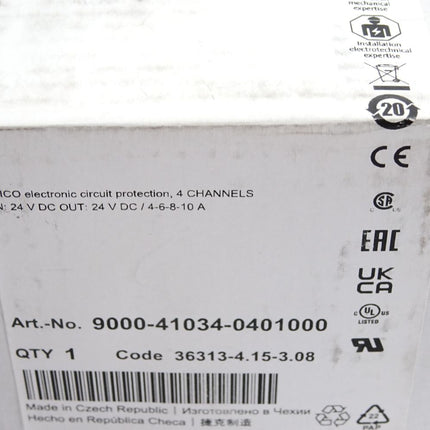 mechanical
expertise
Installation
electrotechnical
expertise
20
CE
SA
EAC
electronic circuit protection, 4 CHANNELS
24 V DC OUT: 24 V DC / 4-6-8-10 A
UK
CA
UL
LISTED
Art.-No. 9000-41034-0401000
QTY 1 Code 36313-4.15-3.08
Made in Czech Republic | Изготовлено в Чехии
Hecho en República Checa | 捷克制造
22
PAP